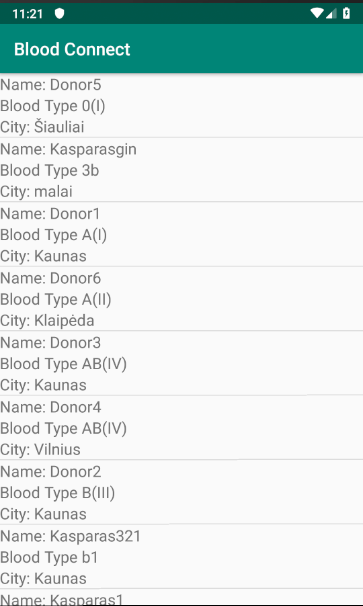 11:21
Blood Connect
Name: Donor5
Blood Type 0(I)
City: Šiauliai
Name: Kasparasgin
Blood Type 3b
City: malai
Name: Donor1
Blood Type A(I)
City: Kaunas
Name: Donor6
Blood Type A(II)
City: Klaipėda
Name: Donor3
Blood Type AB(IV)
City: Kaunas
Name: Donor4
Blood Type AB(IV)
City: Vilnius
Name: Donor2
Blood Type B(III)
City: Kaunas
Name: Kasparas321
Blood Type b1
City: Kaunas
Name: Kasparas1